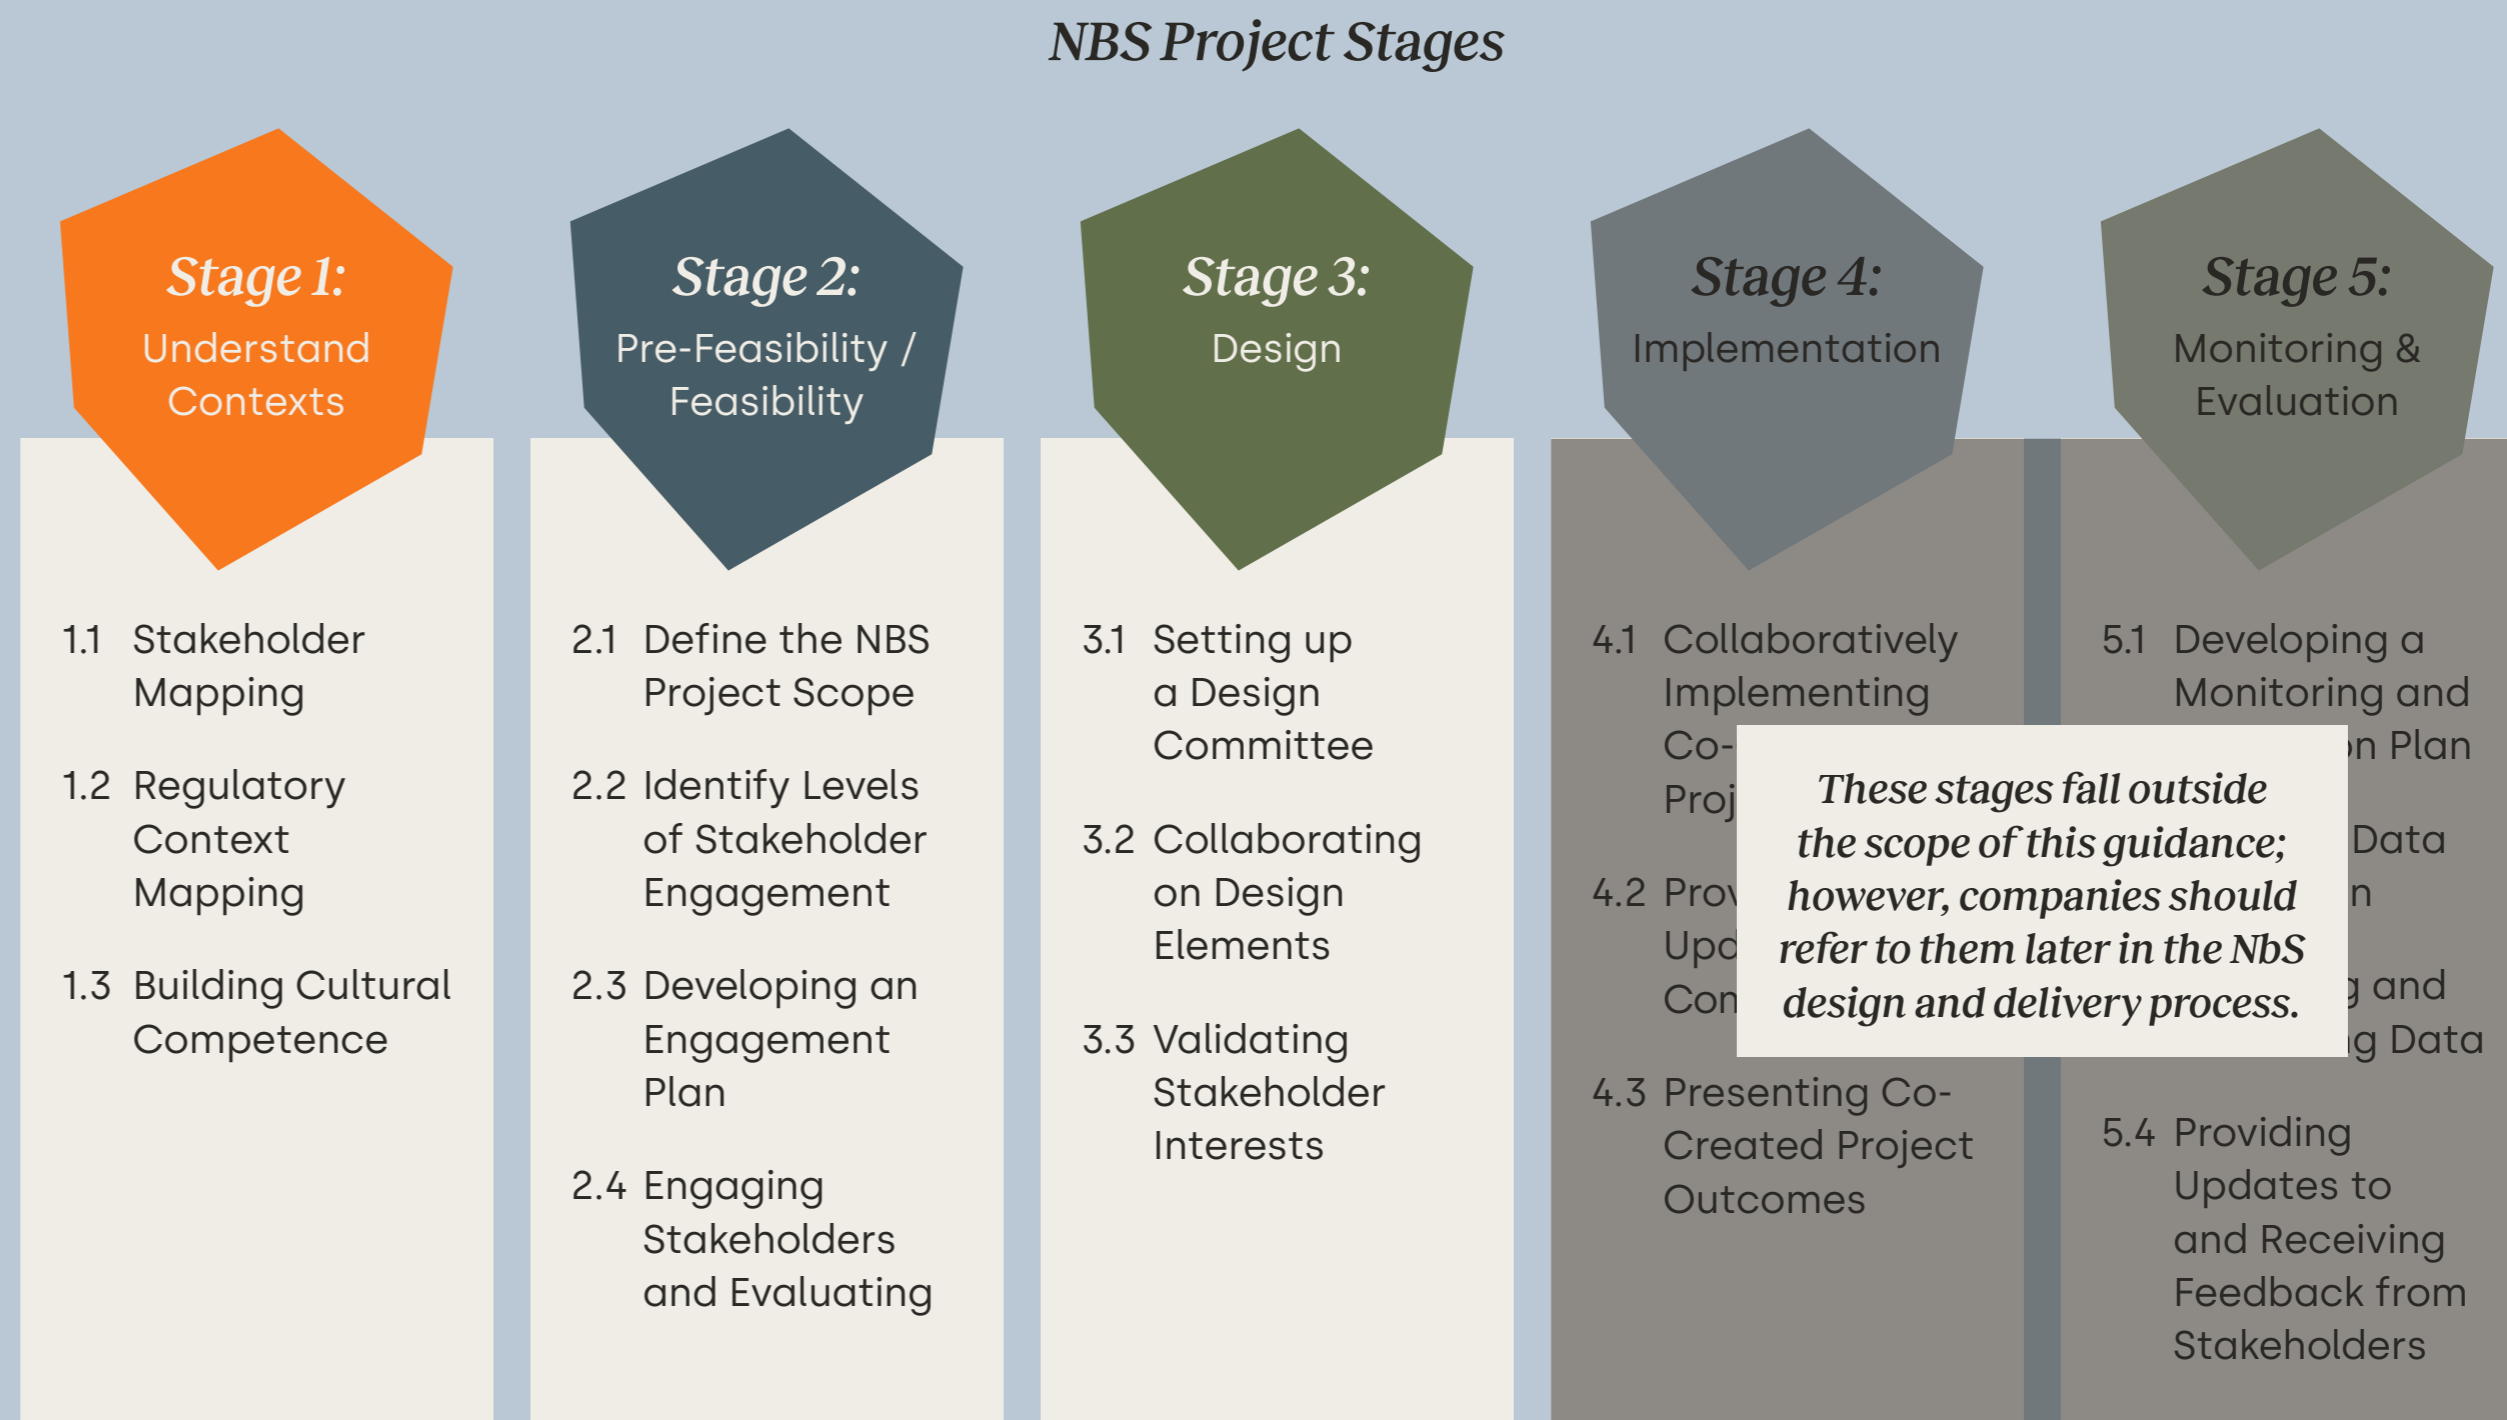 NBS Project Stages
Stage 1:
Understand
Contexts
1.1 Stakeholder
Mapping
1.2 Regulatory
Context
Mapping
1.3 Building Cultural
Competence
Stage 2:
Pre-Feasibility /
Feasibility
2.1 Define the NBS
Project Scope
2.2 Identify Levels
of Stakeholder
Engagement
2.3 Developing an
Engagement
Plan
2.4 Engaging
Stakeholders
and Evaluating
Stage 3:
Design
3.1 Setting up
a Design
Committee
3.2 Collaborating
on Design
Elements
3.3 Validating
Stakeholder
Interests
Stage 4:
Implementation
4.1 Collaboratively
Implementing
Co-
4.2
4.3 Presenting Co-
Created Project
Outcomes
Stage 5:
Monitoring &
Evaluation
5.1 Developing a
Monitoring and
Plan
Data
and
Data
5.4 Providing
Updates to
and Receiving
Feedback from
Stakeholders
These stages fall outside
the scope of this guidance;
however, companies should
refer to them later in the NbS
design and delivery process.